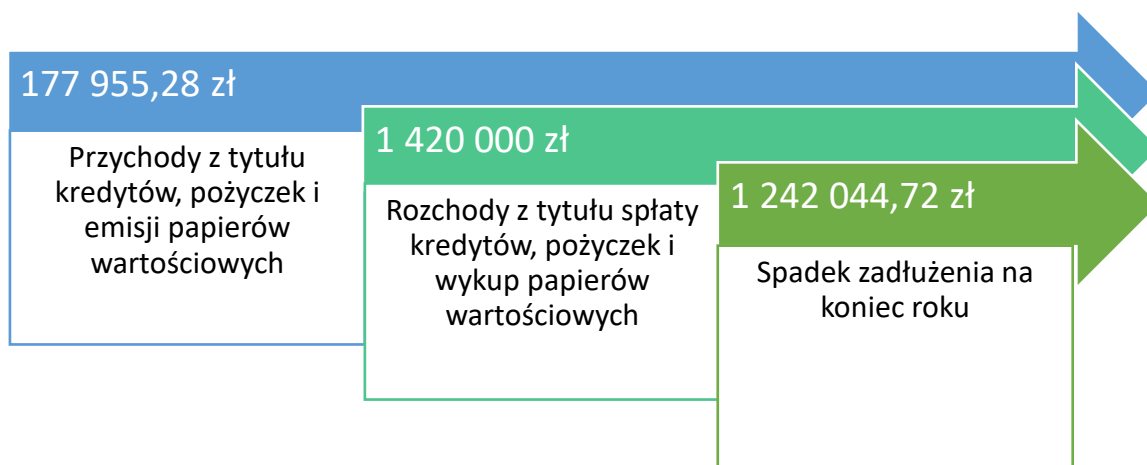 177 955,28 zł
Przychody z tytułu
kredytów, pożyczek i
emisji papierów
wartościowych
1 420 000 zł
Rozchody z tytułu spłaty
kredytów, pożyczek i
wykup papierów
wartościowych
1 242 044,72 zł
Spadek zadłużenia na
koniec roku